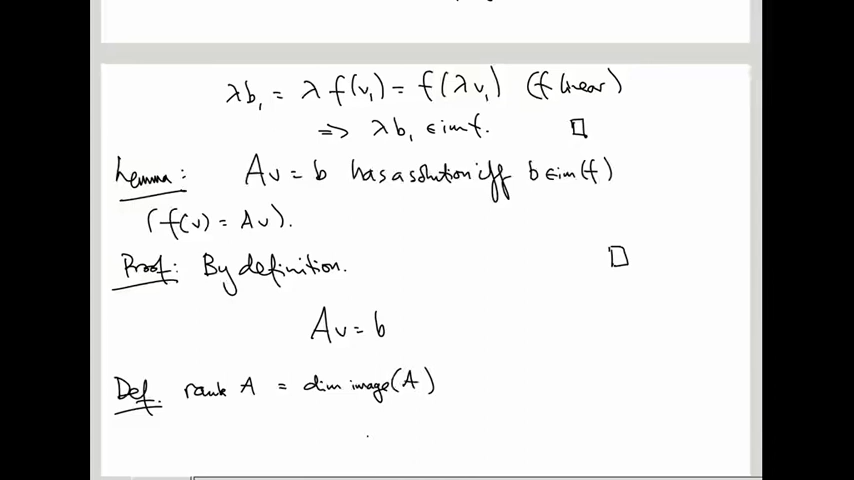 λb₁ = λ f(v₁) = f(λv₁) (f linear)
⟹ λb₁ ∈ im f. □
Lemma: Av = b has a solution iff b ∈ im(f)
(f(v) = Av).
Proof: By definition. □
Av = b
Def. rank A = dim image(A)